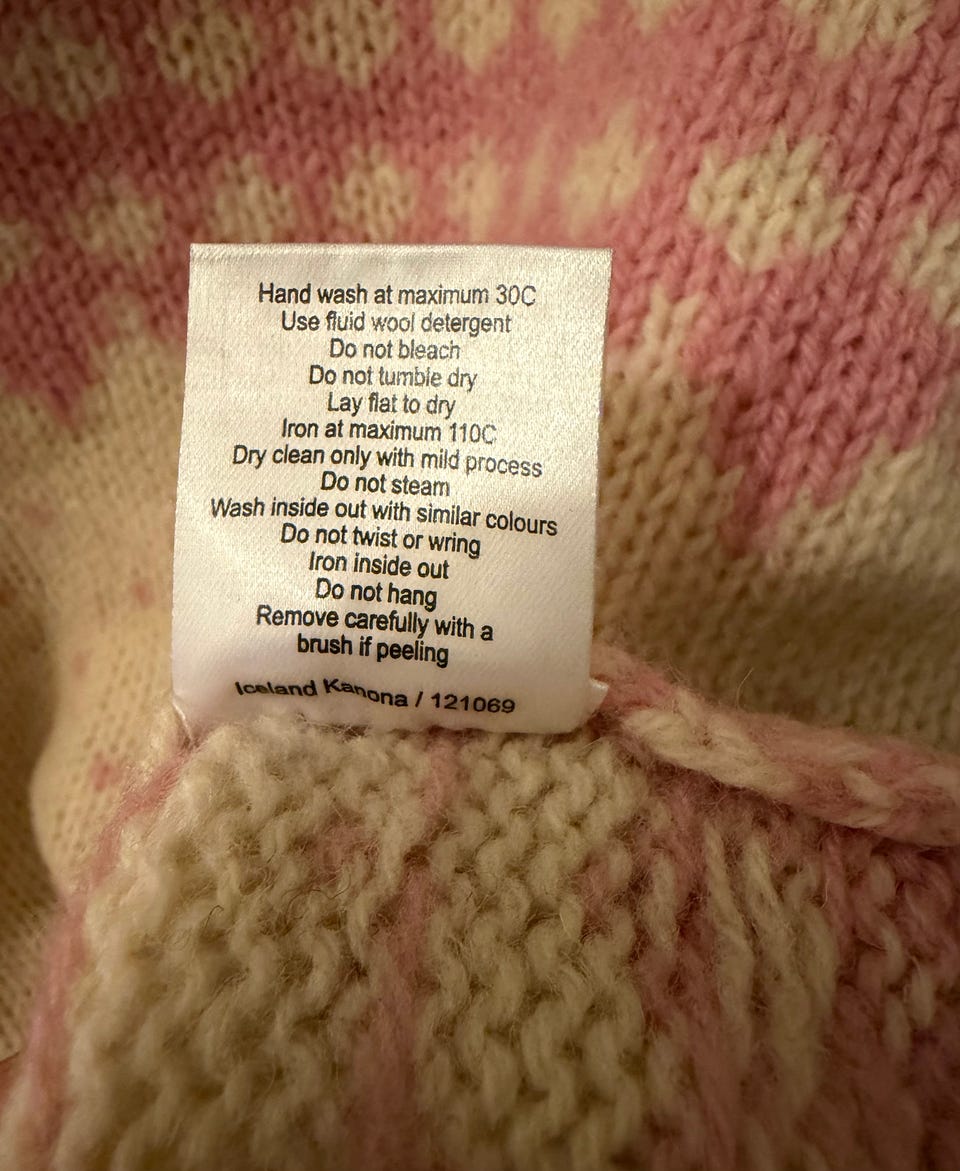 Hand wash at maximum 30C
Use fluid wool detergent
Do not bleach
Do not tumble dry
Lay flat to dry
Iron at maximum 110C
Dry clean only with mild process
Do not steam
Wash inside out with similar colours
Do not twist or wring
Iron inside out
Do not hang
Remove carefully with a
brush if peeling
Iceland Kanona / 121069